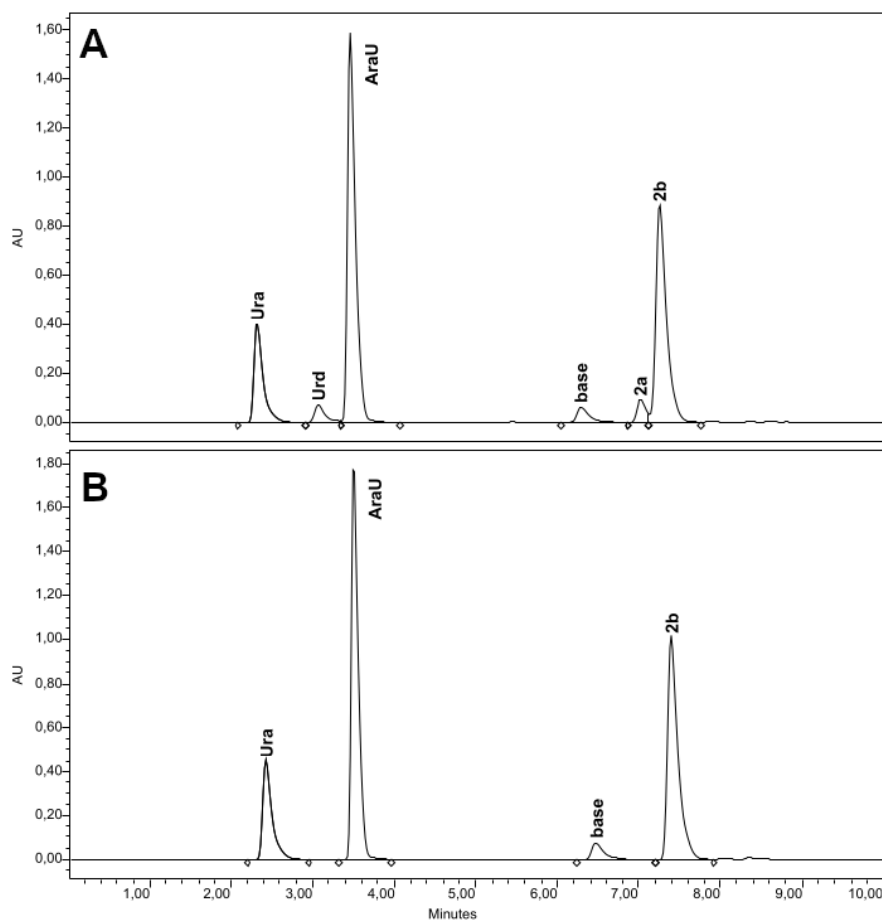 A
1,60
1,40
1,20
1,00
0,80
0,60
0,40
0,20
0,00
AU
Ura
Urd
AraU
base
2a
2b
B
1,80
1,60
1,40
1,20
1,00
0,80
0,60
0,40
0,20
0,00
AU
Ura
AraU
base
2b
1,00 2,00 3,00 4,00 5,00 6,00 7,00 8,00 9,00 10,00
Minutes